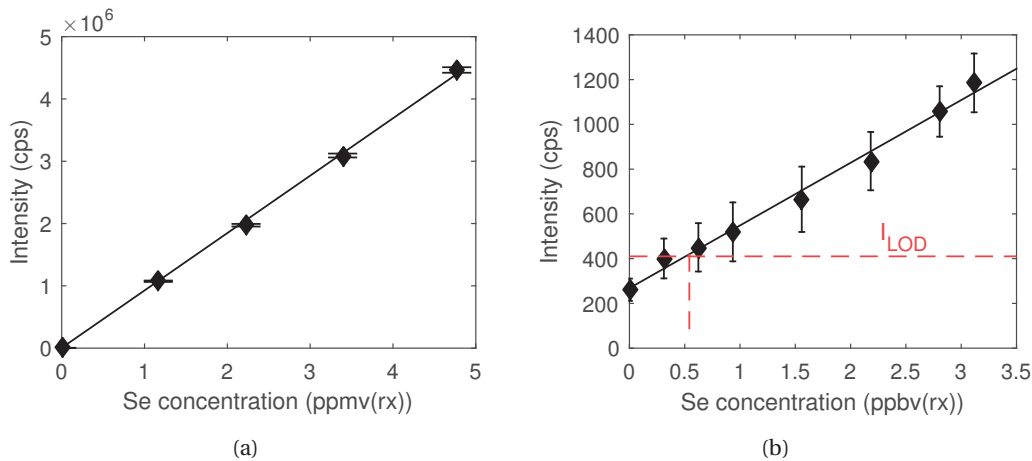 ×10⁶
5
4
3
2
1
0
Intensity (cps)
0 1 2 3 4 5
Se concentration (ppmv(rx))
(a)
1400
1200
1000
800
600
400
200
0
Intensity (cps)
I_LOD
0 0.5 1 1.5 2 2.5 3 3.5
Se concentration (ppbv(rx))
(b)